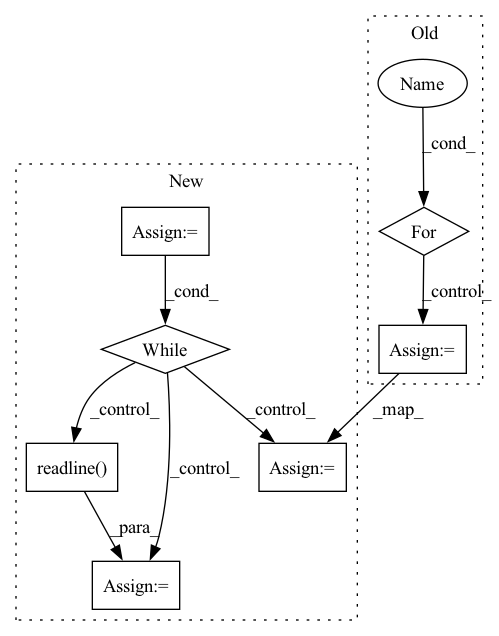 Old
Name
_cond_
New
Assign:=
For
_cond_
_control_
While
Assign:=
_control_
_control_
_map_
_control_
readline()
Assign:=
_para_
Assign:=